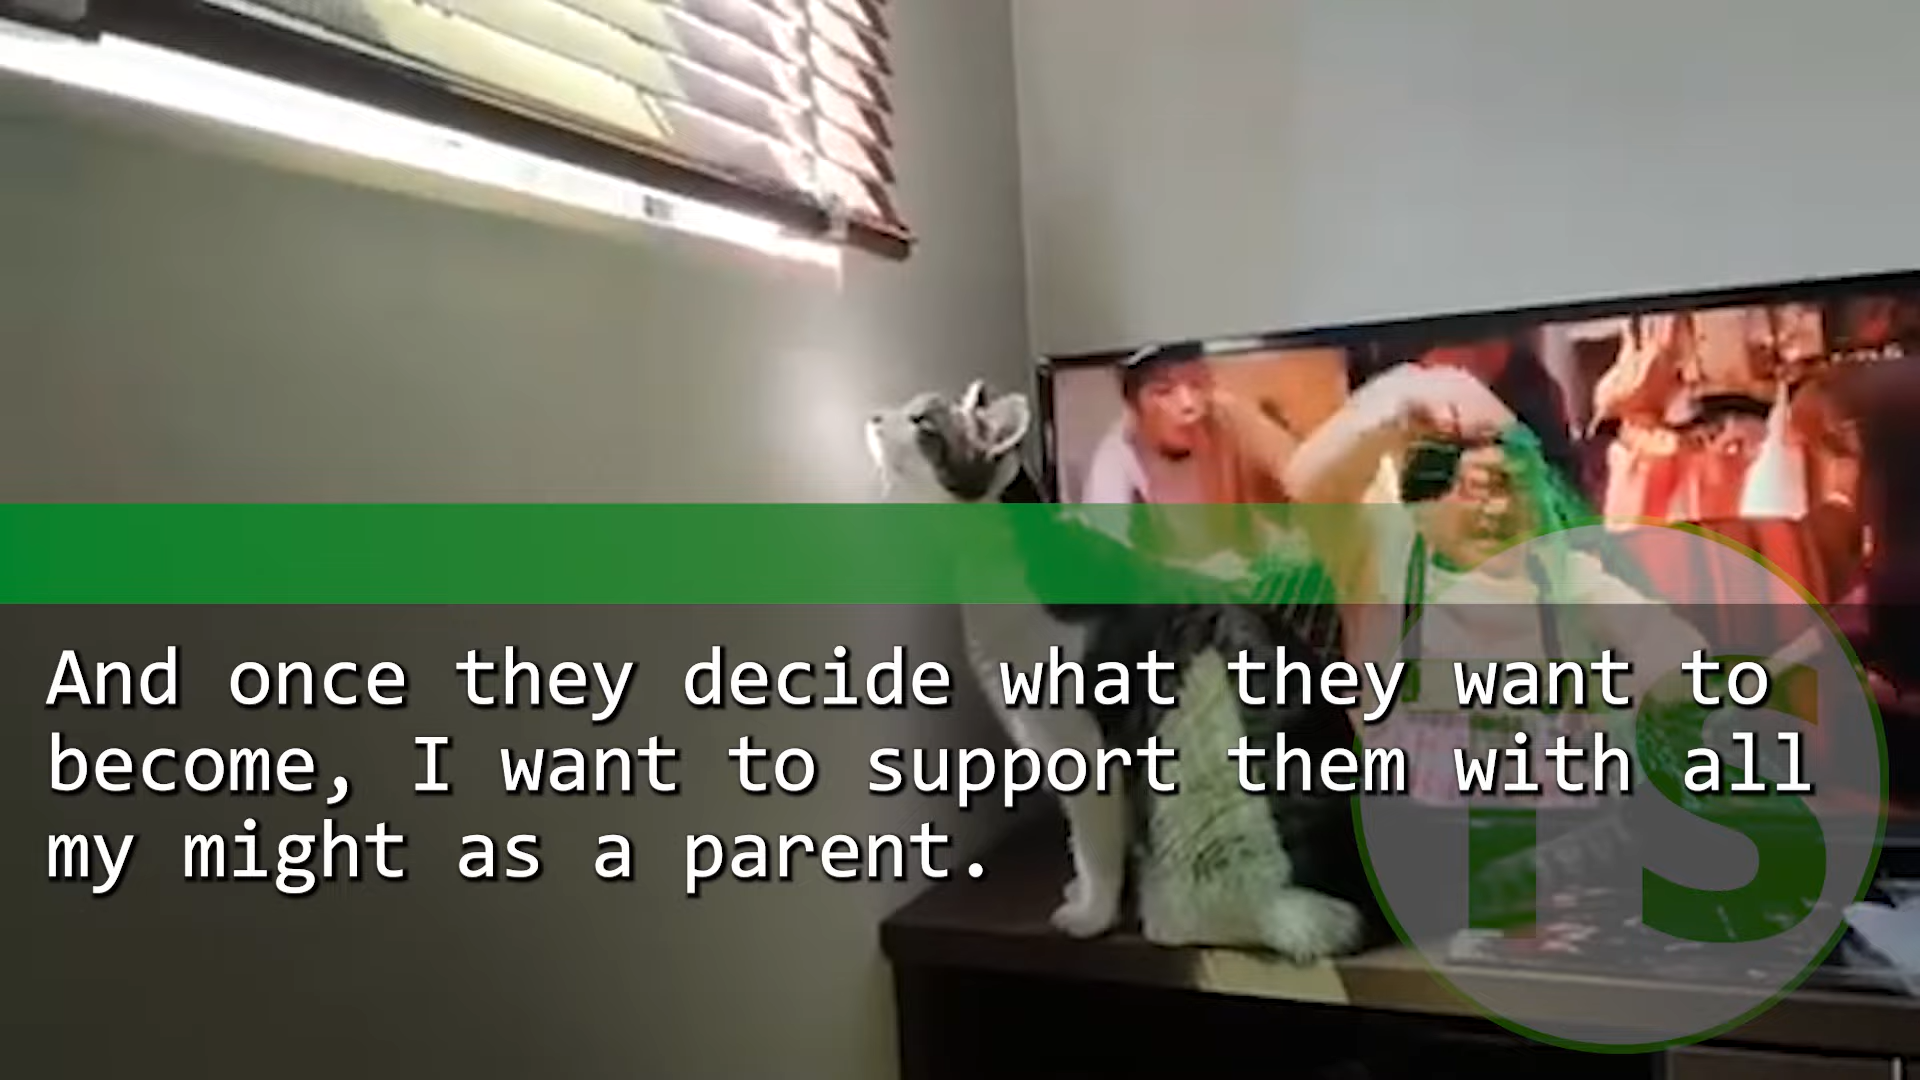 And once they decide what they want to
become, I want to support them with all
my might as a parent.
TS